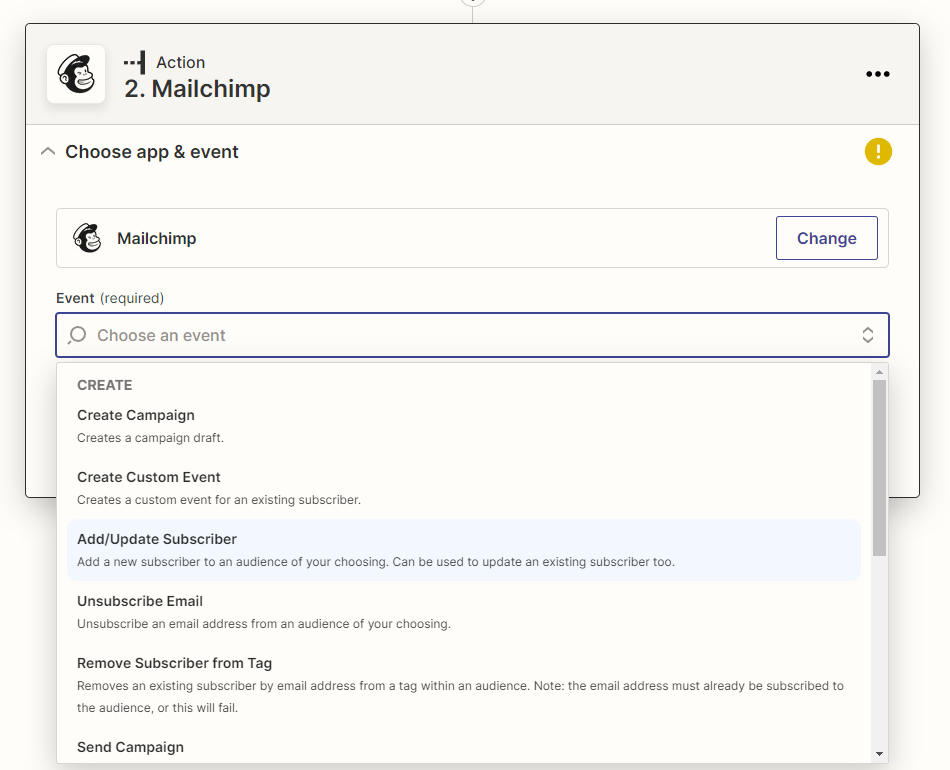 Action
2. Mailchimp
Choose app & event
Mailchimp
Change
Event (required)
Choose an event
CREATE
Create Campaign
Creates a campaign draft.
Create Custom Event
Creates a custom event for an existing subscriber.
Add/Update Subscriber
Add a new subscriber to an audience of your choosing. Can be used to update an existing subscriber too.
Unsubscribe Email
Unsubscribe an email address from an audience of your choosing.
Remove Subscriber from Tag
Removes an existing subscriber by email address from a tag within an audience. Note: the email address must already be subscribed to
the audience, or this will fail.
Send Campaign